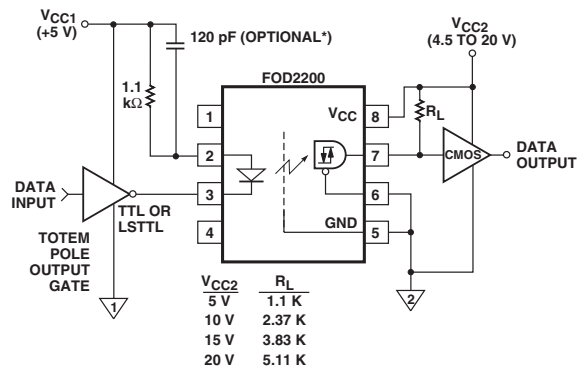 VCC1
(+5 V)
120 pF (OPTIONAL*)
1.1
kΩ
FOD2200
VCC2
(4.5 TO 20 V)
1
2
3
4
VCC
8
7
6
GND
5
RL
CMOS
DATA
OUTPUT
DATA
INPUT
TTL OR
LSTTL
TOTEM
POLE
OUTPUT
GATE
1
2
VCC2 RL
5 V 1.1 K
10 V 2.37 K
15 V 3.83 K
20 V 5.11 K